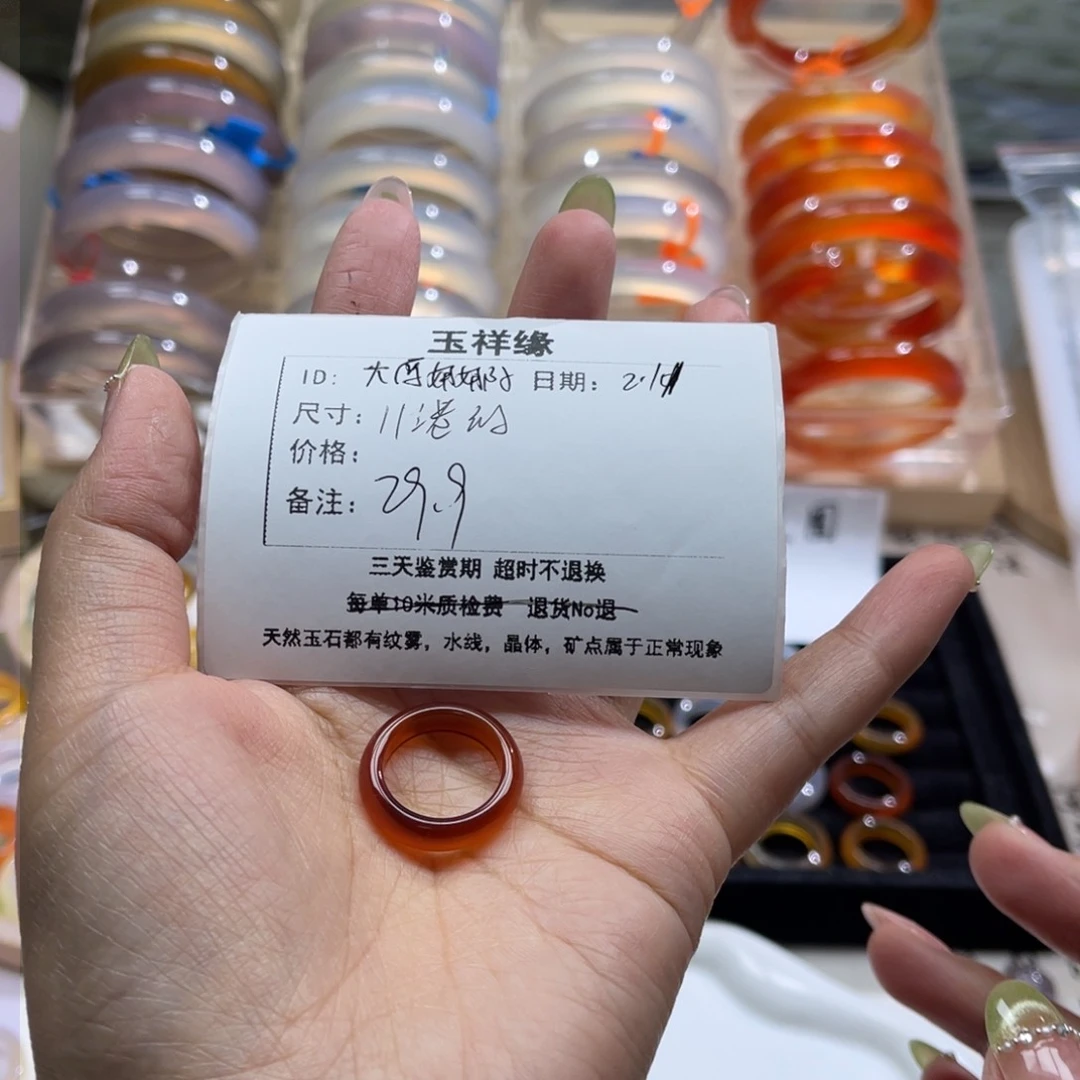 玉祥缘
ID: 大 日期: 2.1
尺寸: 11港码
价格:
备注: 29.9
三天鉴赏期 超时不退换
每单10米质检费 退货No退
天然玉石都有纹雾，水线，晶体，矿点属于正常现象